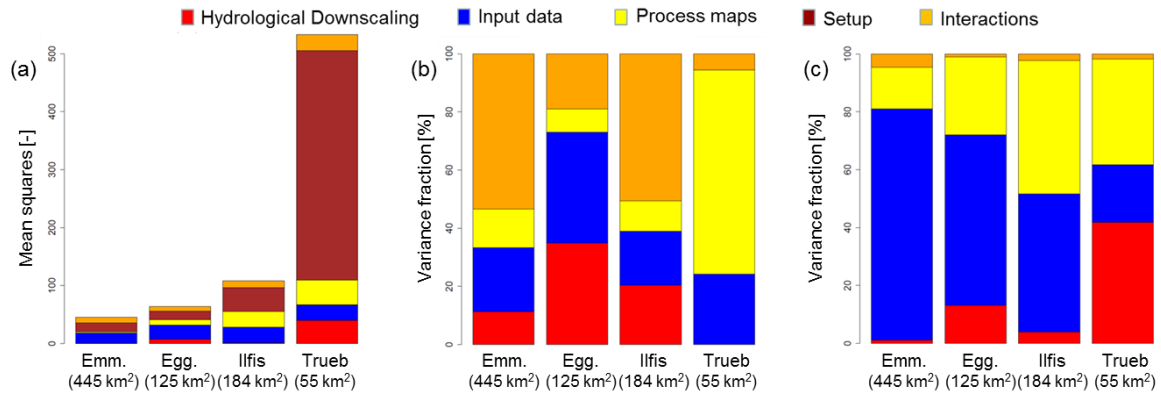 Hydrological Downscaling Input data Process maps Setup Interactions
(a) (b) (c)
Mean squares [-]
0 100 200 300 400 500
Emm. Egg. Ilfis Trueb
(445 km²) (125 km²) (184 km²) (55 km²)
Variance fraction [%]
0 20 40 60 80 100
Emm. Egg. Ilfis Trueb
(445 km²) (125 km²) (184 km²) (55 km²)
Variance fraction [%]
0 20 40 60 80 100
Emm. Egg. Ilfis Trueb
(445 km²) (125 km²) (184 km²) (55 km²)